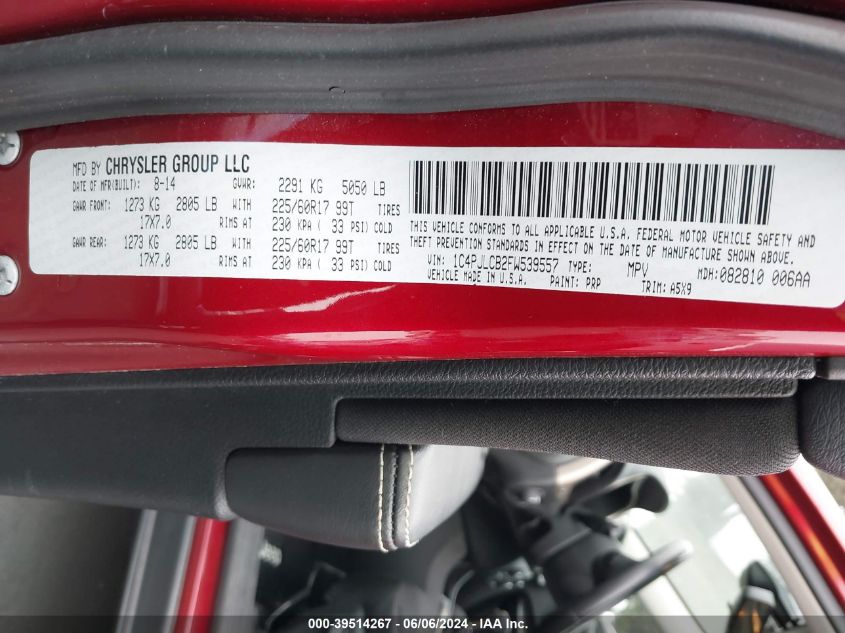 MFD BY CHRYSLER GROUP LLC
DATE OF MFR(BUILT): 8-14 GVWR: 2291 KG 5050 LB
GAWR FRONT: 1273 KG 2805 LB WITH 225/60R17 99T TIRES
17X7.0 RIMS AT 230 KPA ( 33 PSI) COLD
GAWR REAR: 1273 KG 2805 LB WITH 225/60R17 99T TIRES
17X7.0 RIMS AT 230 KPA ( 33 PSI) COLD
THIS VEHICLE CONFORMS TO ALL APPLICABLE U.S.A. FEDERAL MOTOR VEHICLE SAFETY AND
THEFT PREVENTION STANDARDS IN EFFECT ON THE DATE OF MANUFACTURE SHOWN ABOVE.
VIN: 1C4PJLCB2FW539557 TYPE: MPV MDH:082810 006AA
VEHICLE MADE IN U.S.A. PAINT: PRP TRIM: A5X9
000-39514267 - 06/06/2024 - IAA Inc.